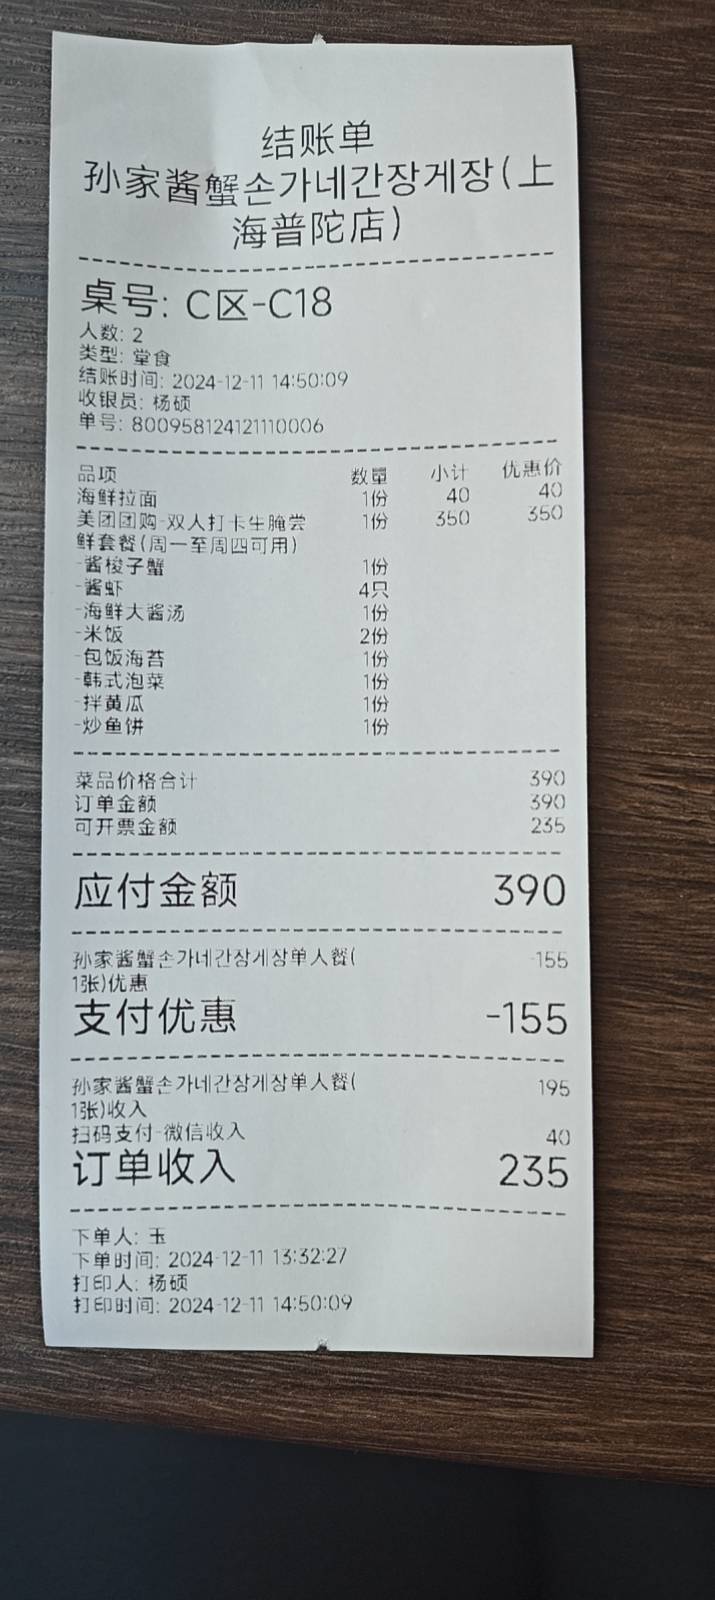 结账单
孙家酱蟹손가네간장게장(上
海普陀店)
桌号: C区-C18
人数: 2
类型: 堂食
结账时间: 2024-12-11 14:50:09
收银员: 杨硕
单号: 800958124121110006
品项 数量 小计 优惠价
海鲜拉面 1份 40 40
美团团购-双人打卡生腌尝 1份 350 350
鲜套餐(周一至周四可用)
-酱梭子蟹 1份
-酱虾 4只
-海鲜大酱汤 1份
-米饭 2份
-包饭海苔 1份
-韩式泡菜 1份
-拌黄瓜 1份
-炒鱼饼 1份
菜品价格合计 390
订单金额 390
可开票金额 235
应付金额 390
孙家酱蟹손가네간장게장单人餐( -155
1张)优惠
支付优惠 -155
孙家酱蟹손가네간장게장单人餐( 195
1张)收入
扫码支付-微信收入 40
订单收入 235
下单人: 玉
下单时间: 2024-12-11 13:32:27
打印人: 杨硕
打印时间: 2024-12-11 14:50:09